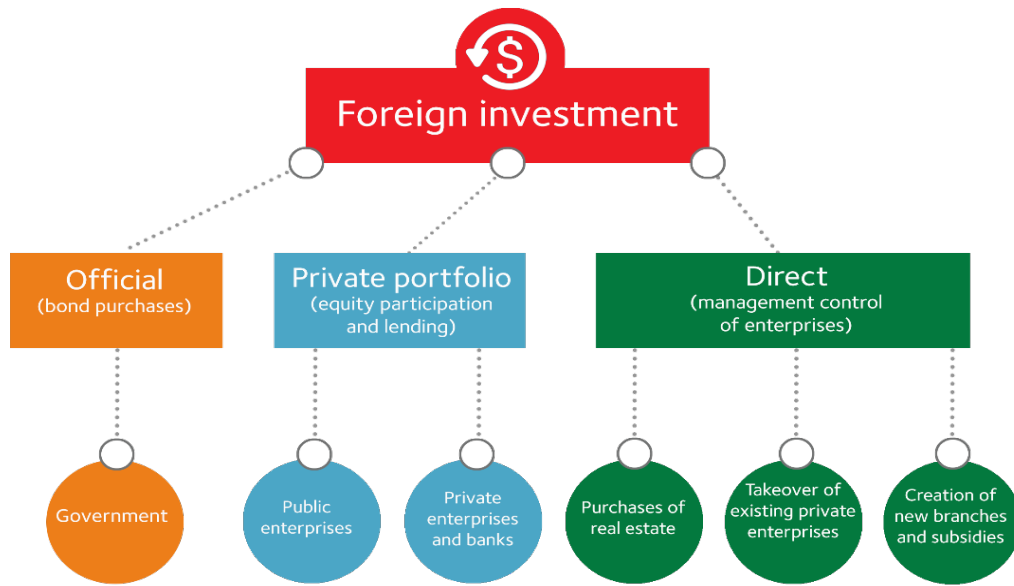 $
Foreign investment
Official
(bond purchases)
Private portfolio
(equity participation
and lending)
Direct
(management control
of enterprises)
Government
Public
enterprises
Private
enterprises
and banks
Purchases of
real estate
Takeover of
existing private
enterprises
Creation of
new branches
and subsidies